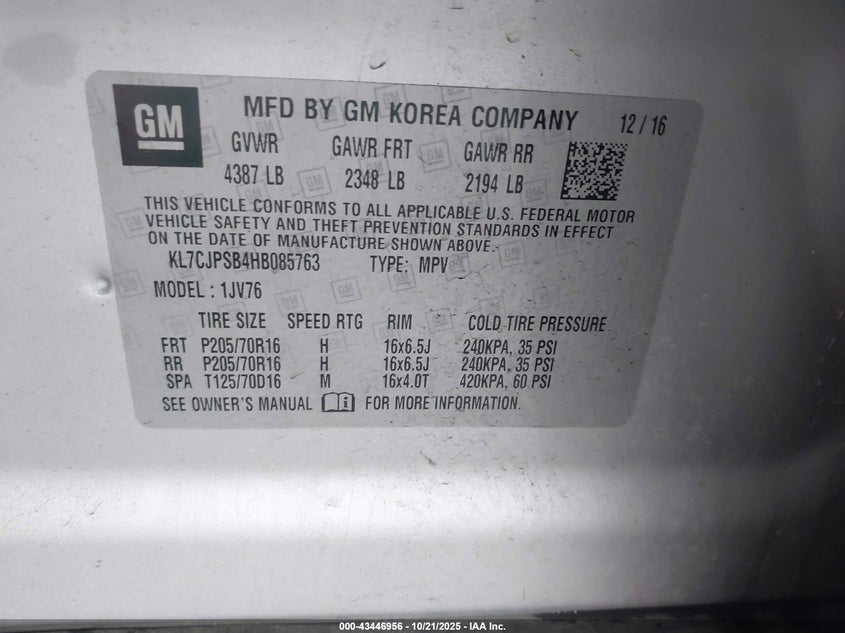 GM
MFD BY GM KOREA COMPANY 12/16
GVWR GAWR FRT GAWR RR
4387 LB 2348 LB 2194 LB
THIS VEHICLE CONFORMS TO ALL APPLICABLE U.S. FEDERAL MOTOR
VEHICLE SAFETY AND THEFT PREVENTION STANDARDS IN EFFECT
ON THE DATE OF MANUFACTURE SHOWN ABOVE.
KL7CJPSB4HB085763 TYPE: MPV
MODEL : 1JV76
TIRE SIZE SPEED RTG RIM COLD TIRE PRESSURE
FRT P205/70R16 H 16x6.5J 240KPA, 35 PSI
RR P205/70R16 H 16x6.5J 240KPA, 35 PSI
SPA T125/70D16 M 16x4.0T 420KPA, 60 PSI
SEE OWNER'S MANUAL FOR MORE INFORMATION.
000-43446956 - 10/21/2025 - IAA Inc.